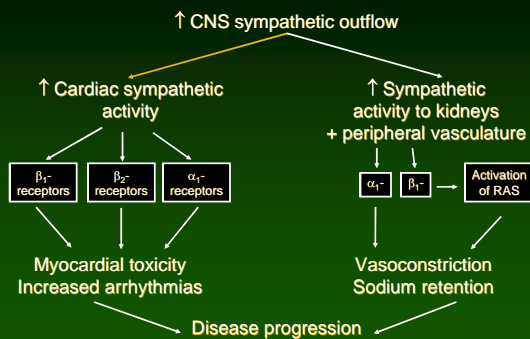 ↑ CNS sympathetic outflow
↑ Cardiac sympathetic
activity
↑ Sympathetic
activity to kidneys
+ peripheral vasculature
β1-
receptors
β2-
receptors
α1-
receptors
α1-
β1-
Activation
of RAS
Myocardial toxicity
Increased arrhythmias
Vasoconstriction
Sodium retention
Disease progression